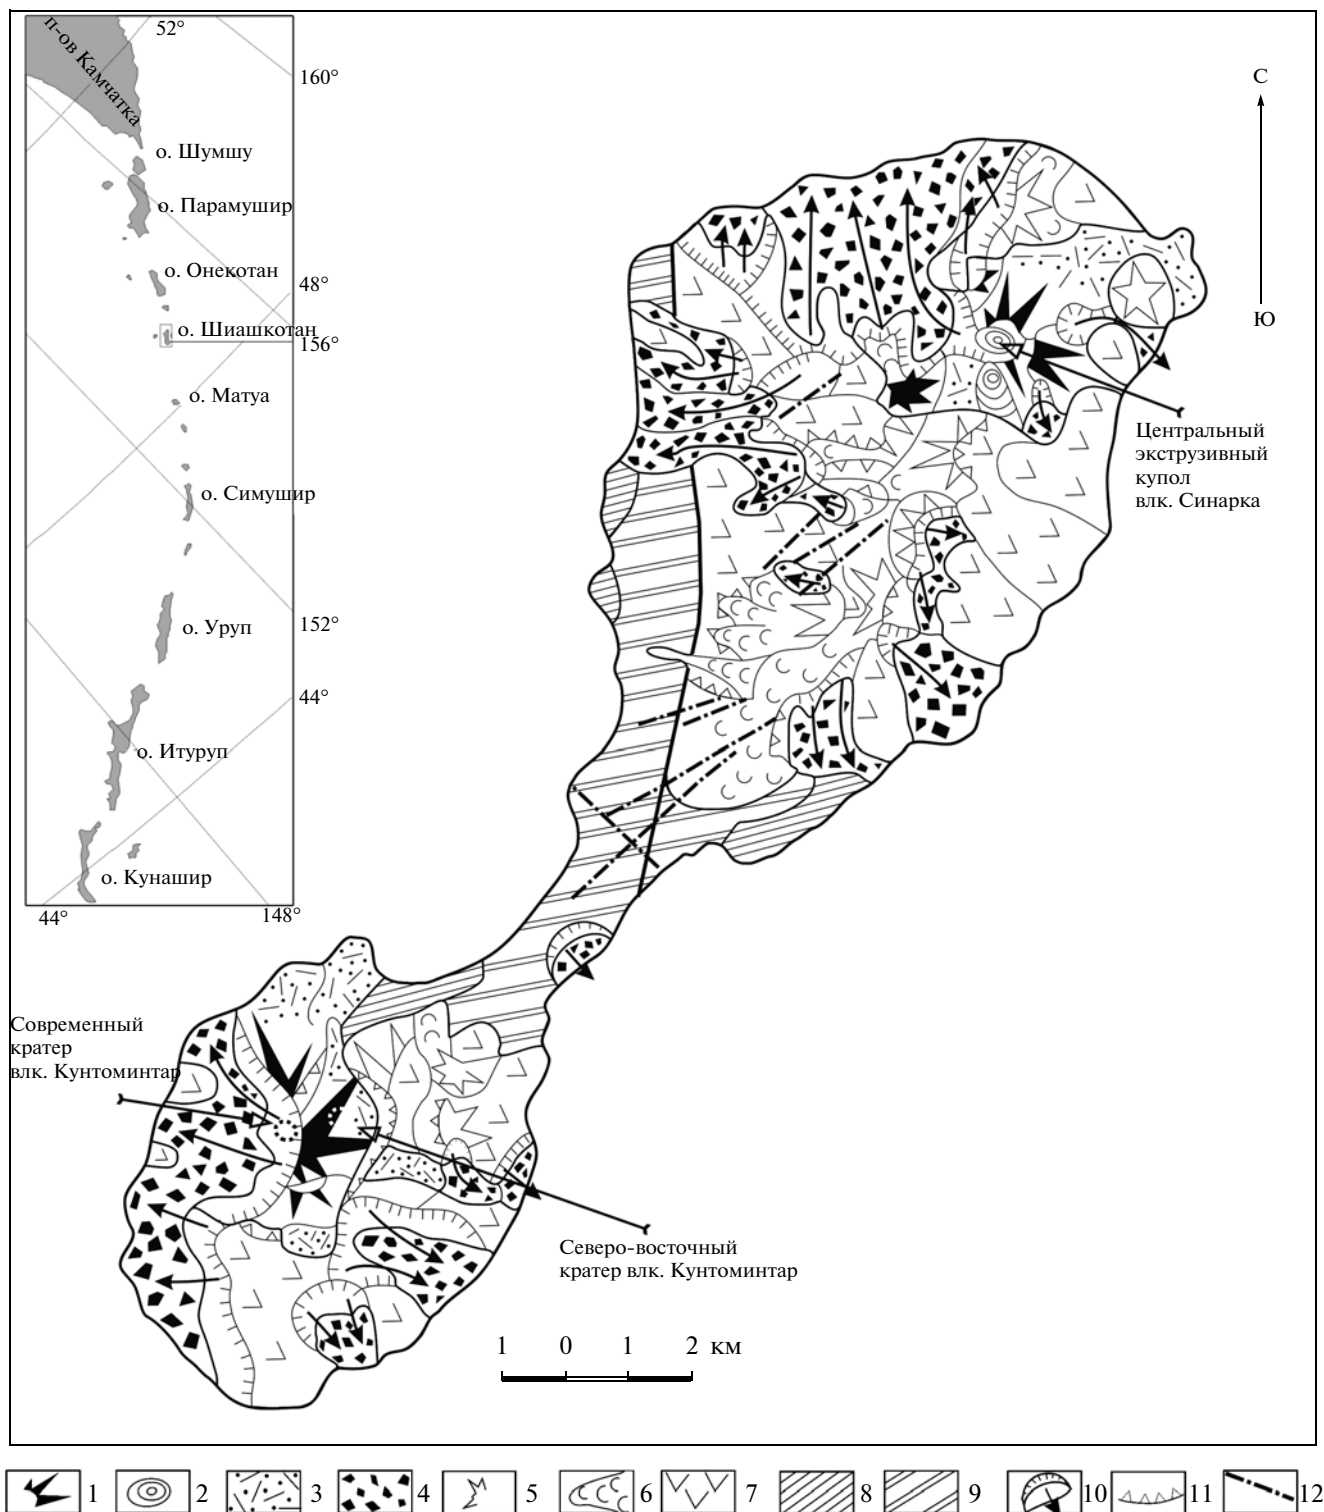 52°
п-ов Камчатка
160°
о. Шумшу
о. Парамушир
о. Онекотан
48°
о. Шиашкотан
156°
о. Матуа
о. Симушир
о. Уруп
152°
44°
о. Итуруп
о. Кунашир
44°
148°
С
Ю
Центральный
экструзивный
купол
влк. Синарка
Современный
кратер
влк. Кунтоминтар
Северо-восточный
кратер влк. Кунтоминтар
1 0 1 2 км
1 2 3 4 5 6 7 8 9 10 11 12